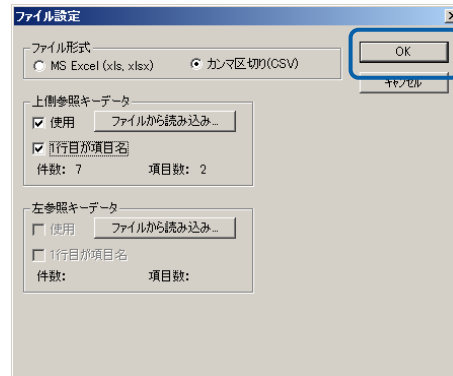 ファイル設定
ファイル形式
MS Excel (xls, xlsx)
カンマ区切り(CSV)
OK
キャンセル
上側参照キーデータ
使用
ファイルから読み込み...
1行目が項目名
件数: 7
項目数: 2
左参照キーデータ
使用
ファイルから読み込み...
1行目が項目名
件数:
項目数: